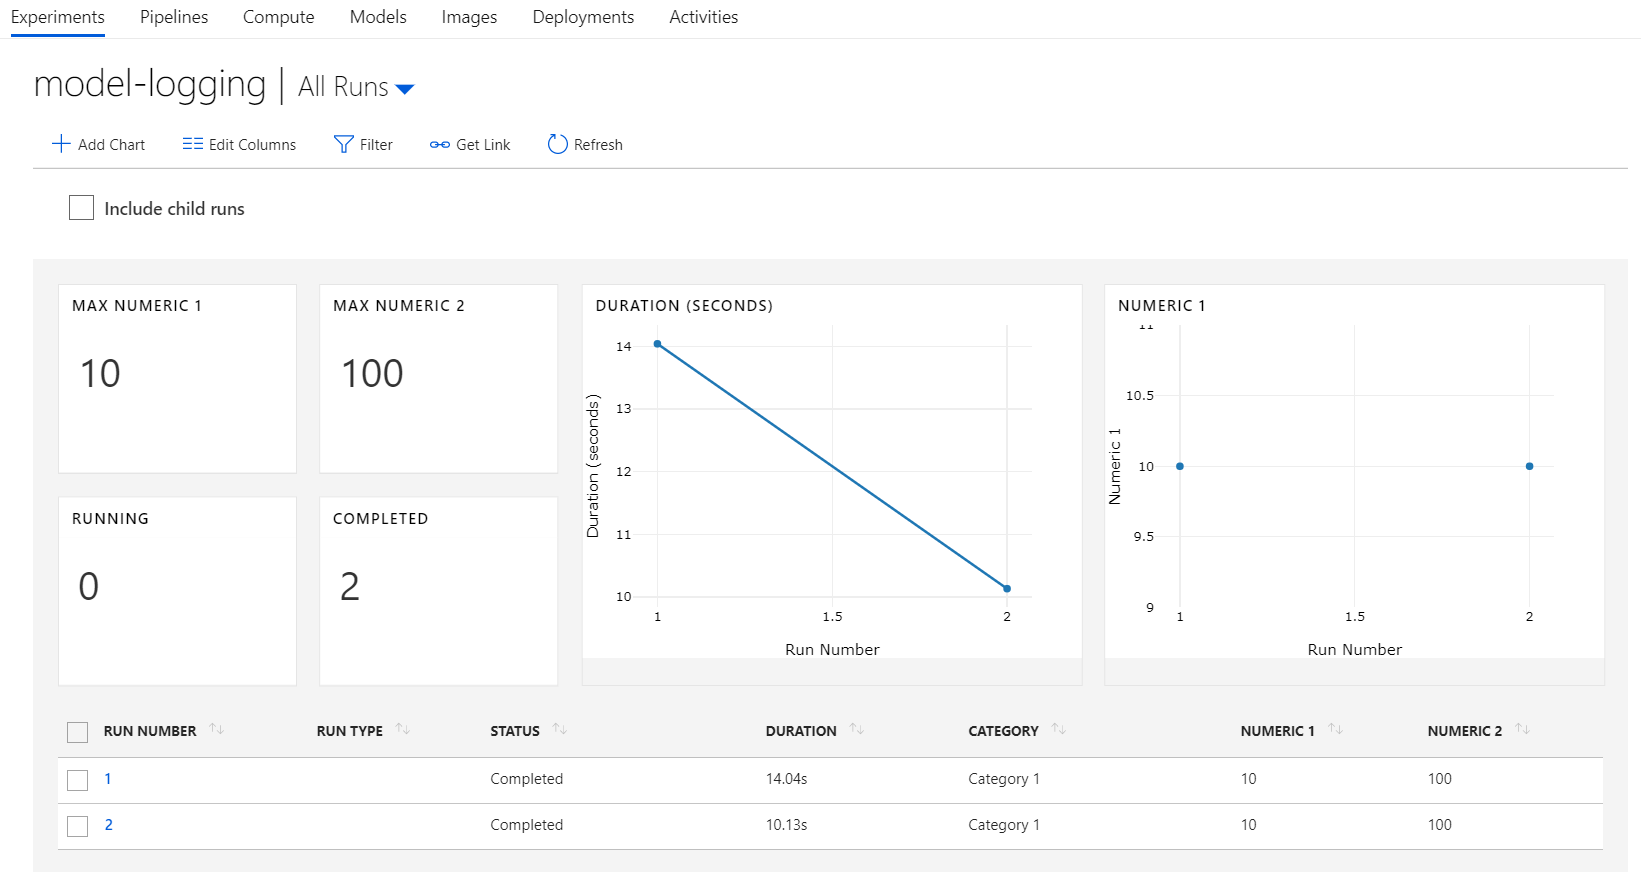 Experiments Pipelines Compute Models Images Deployments Activities
model-logging | All Runs
Add Chart Edit Columns Filter Get Link Refresh
Include child runs
MAX NUMERIC 1
10
MAX NUMERIC 2
100
RUNNING
0
COMPLETED
2
DURATION (SECONDS)
Duration (seconds)
14
13
12
11
10
1 1.5 2
Run Number
NUMERIC 1
Numeric 1
11
10.5
10
9.5
9
1 1.5 2
Run Number
RUN NUMBER RUN TYPE STATUS DURATION CATEGORY NUMERIC 1 NUMERIC 2
1 Completed 14.04s Category 1 10 100
2 Completed 10.13s Category 1 10 100